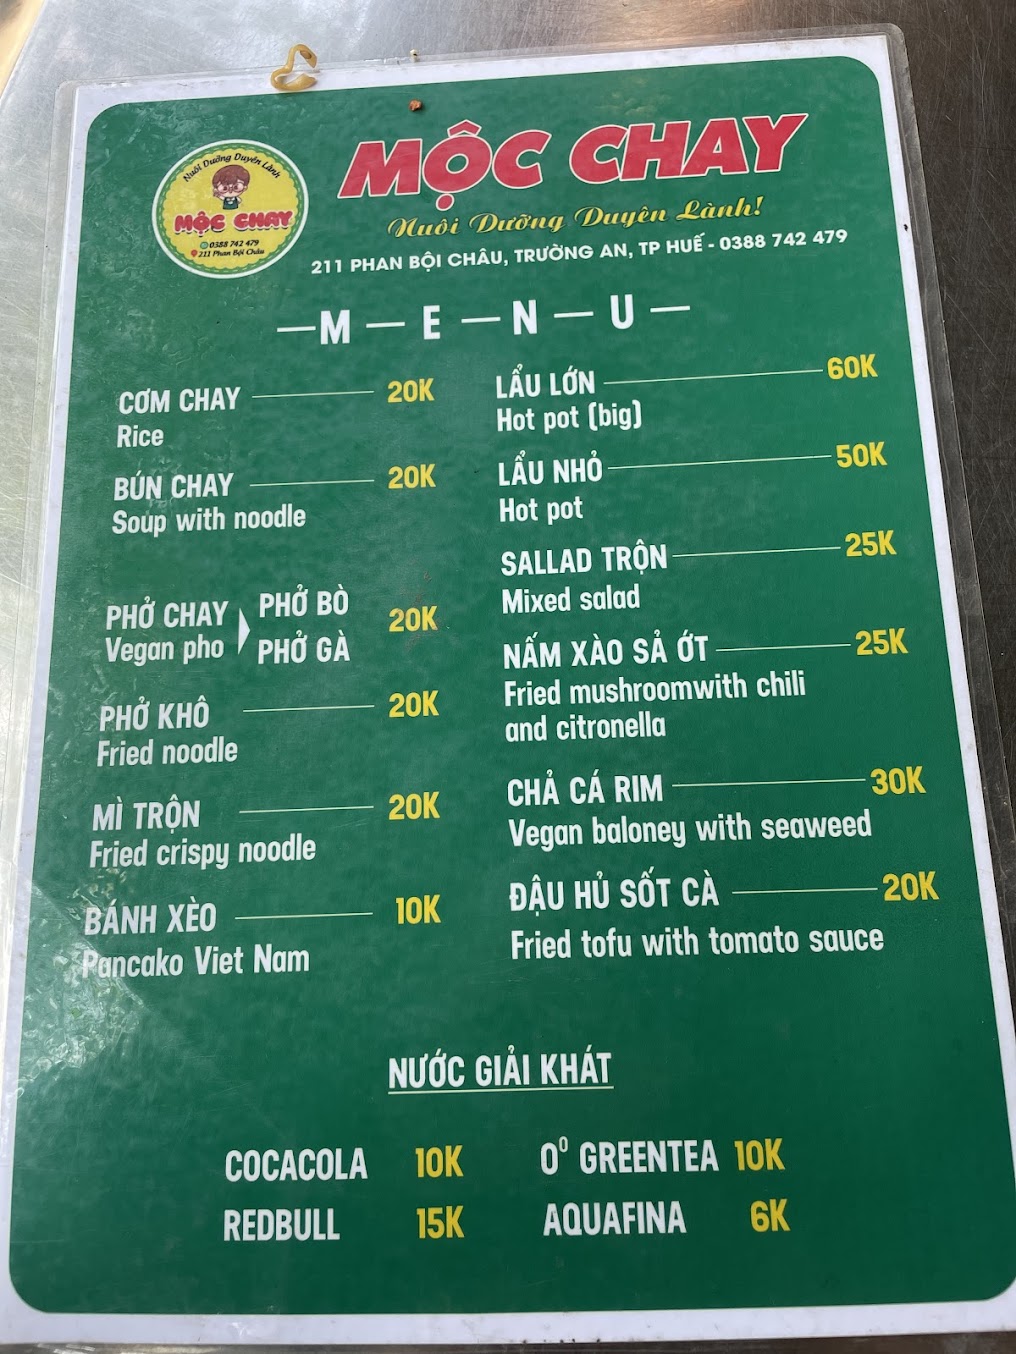 Nuôi Dưỡng Duyên Lành
MỘC CHAY
0388 742 479
211 Phan Bội Châu
MỘC CHAY
Nuôi Dưỡng Duyên Lành!
211 PHAN BỘI CHÂU, TRƯỜNG AN, TP HUẾ - 0388 742 479
—M—E—N—U—
CƠM CHAY 20K
Rice
BÚN CHAY 20K
Soup with noodle
PHỞ CHAY PHỞ BÒ 20K
Vegan pho PHỞ GÀ
PHỞ KHÔ 20K
Fried noodle
MÌ TRỘN 20K
Fried crispy noodle
BÁNH XÈO 10K
Pancako Viet Nam
LẨU LỚN 60K
Hot pot (big)
LẨU NHỎ 50K
Hot pot
SALLAD TRỘN 25K
Mixed salad
NẤM XÀO SẢ ỚT 25K
Fried mushroomwith chili
and citronella
CHẢ CÁ RIM 30K
Vegan baloney with seaweed
ĐẬU HỦ SỐT CÀ 20K
Fried tofu with tomato sauce
NƯỚC GIẢI KHÁT
COCACOLA 10K
O⁰ GREENTEA 10K
REDBULL 15K
AQUAFINA 6K